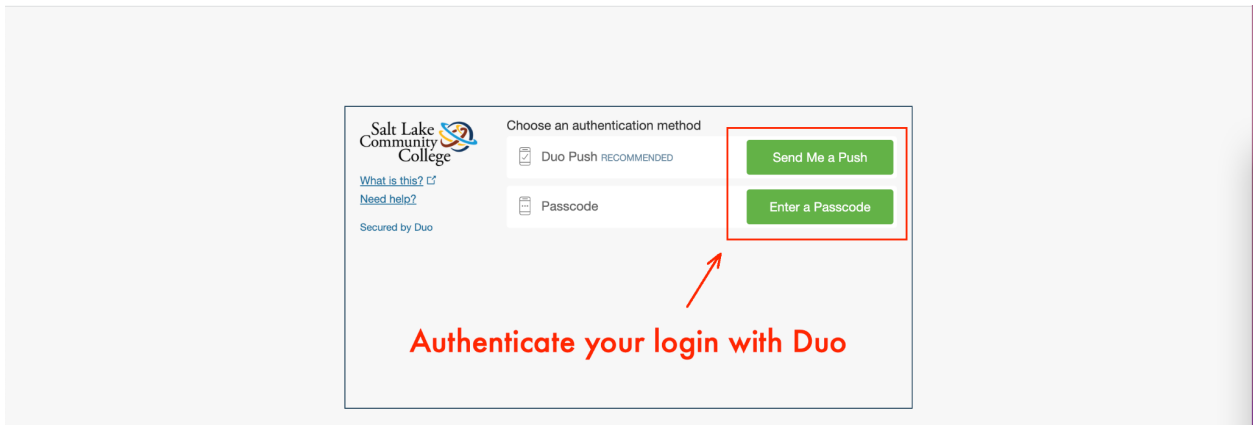 Salt Lake
Community
College
What is this?
Need help?
Secured by Duo
Choose an authentication method
Duo Push RECOMMENDED
Send Me a Push
Passcode
Enter a Passcode
Authenticate your login with Duo